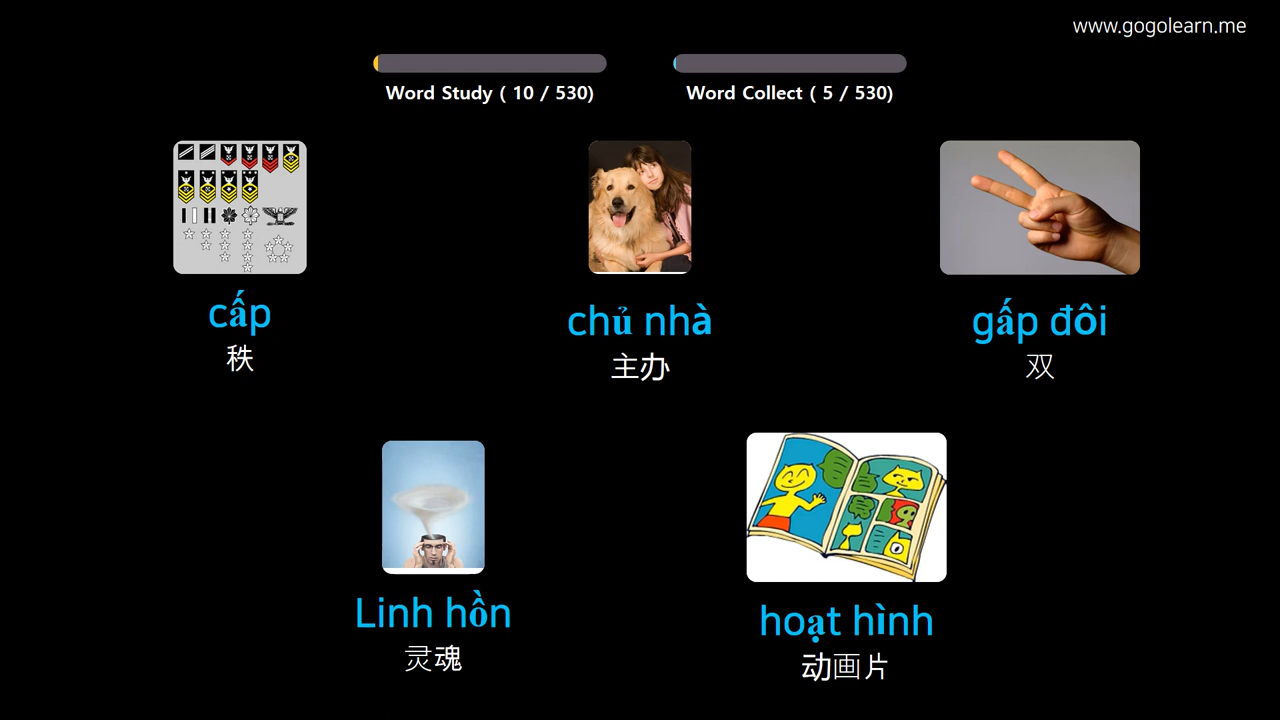 www.gogolearn.me
Word Study ( 10 / 530)
Word Collect ( 5 / 530)
cấp
秩
chủ nhà
主办
gấp đôi
双
Linh hồn
灵魂
hoạt hình
动画片